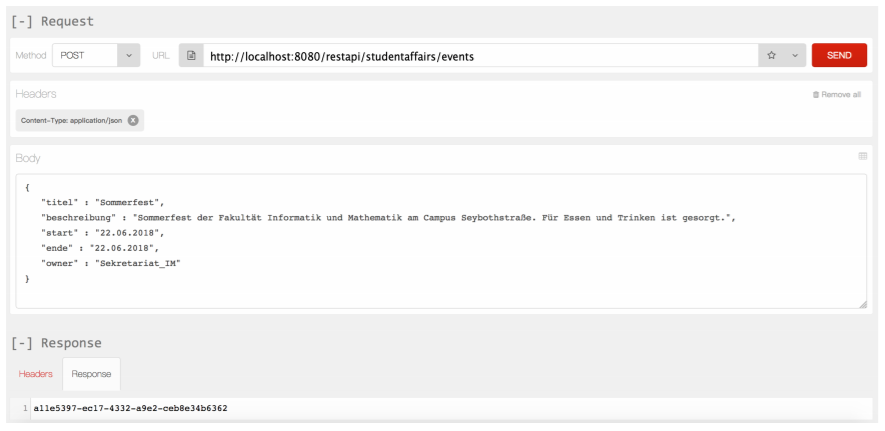 [-] Request
Method POST URL http://localhost:8080/restapi/studentaffairs/events SEND
Headers Remove all
Content-Type: application/json
Body
{
"titel" : "Sommerfest",
"beschreibung" : "Sommerfest der Fakultät Informatik und Mathematik am Campus Seybothstraße. Für Essen und Trinken ist gesorgt.",
"start" : "22.06.2018",
"ende" : "22.06.2018",
"owner" : "Sekretariat_IM"
}
[-] Response
Headers Response
1 a11e5397-ec17-4332-a9e2-ceb8e34b6362